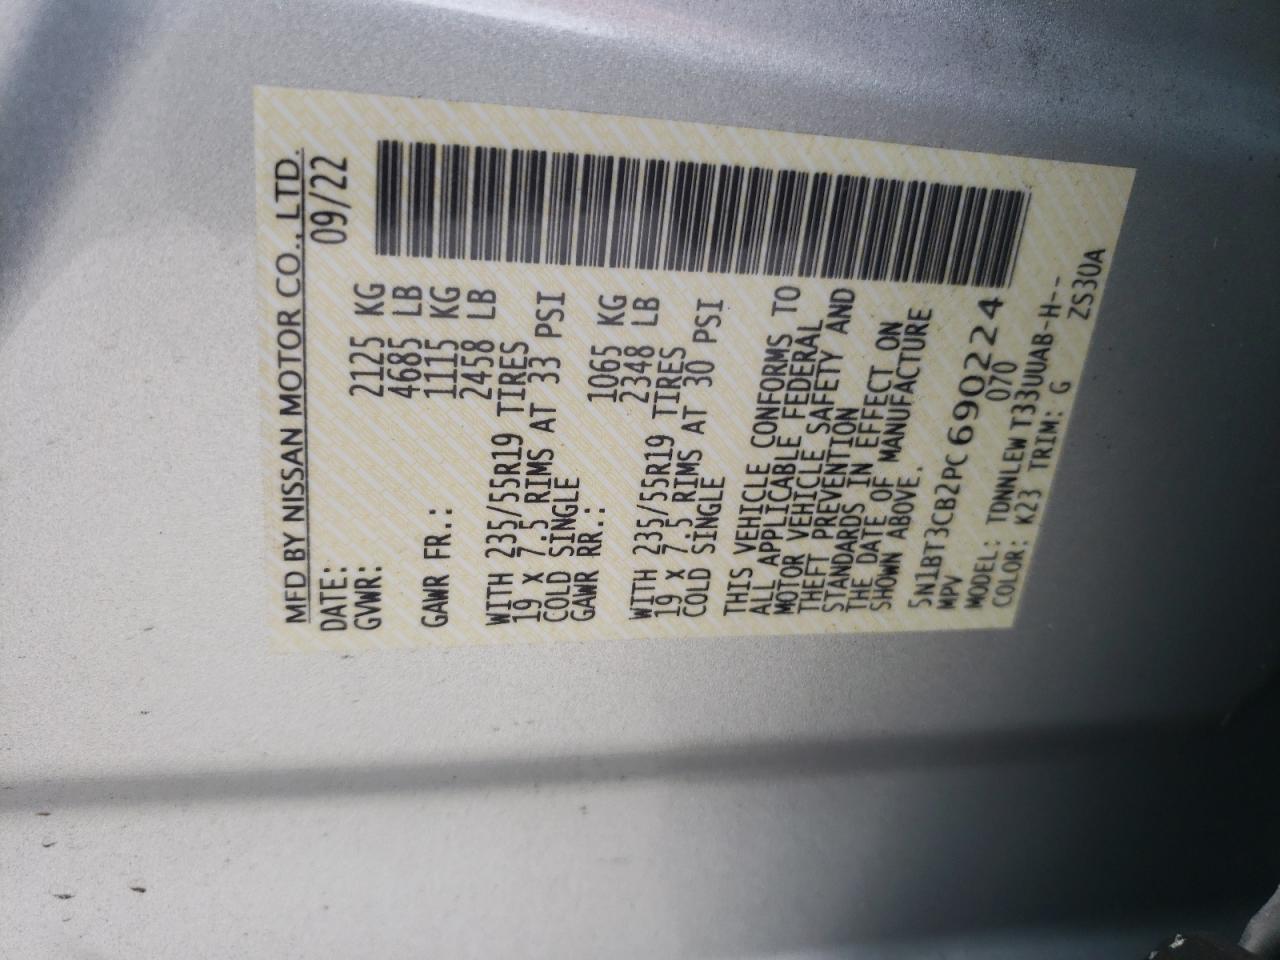 MFD BY NISSAN MOTOR CO., LTD.
DATE: 09/22
GVWR: 2125 KG
4685 LB
GAWR FR.: 1115 KG
2458 LB
WITH 235/55R19 TIRES
19 x 7.5 RIMS AT 33 PSI
COLD SINGLE
GAWR RR.: 1065 KG
2348 LB
WITH 235/55R19 TIRES
19 x 7.5 RIMS AT 30 PSI
COLD SINGLE
THIS VEHICLE CONFORMS TO
ALL APPLICABLE FEDERAL
MOTOR VEHICLE SAFETY AND
THEFT PREVENTION
STANDARDS IN EFFECT ON
THE DATE OF MANUFACTURE
SHOWN ABOVE.
5N1BT3CB2PC690224
MPV 070
MODEL: TDNNLEW T33UUAB-H--
COLOR: K23 TRIM: G ZS30A